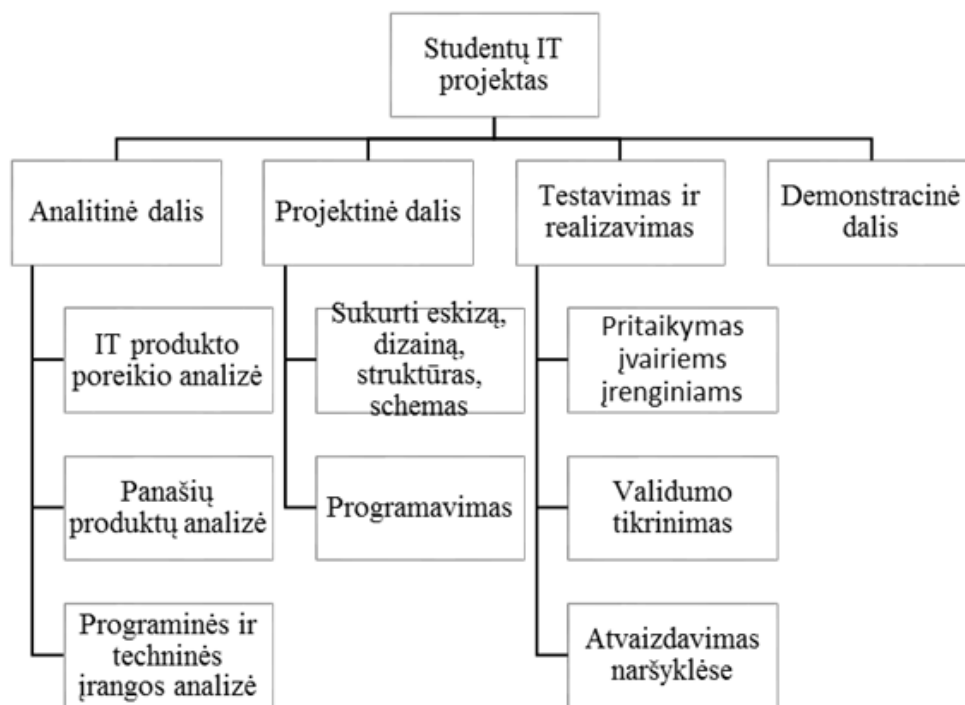 Studentų IT
projektas
Analitinė dalis
Projektinė dalis
Testavimas ir
realizavimas
Demonstracinė
dalis
IT produkto
poreikio analizė
Panašių
produktų analizė
Programinės ir
techninės
įrangos analizė
Sukurti eskizą,
dizainą,
struktūras,
schemas
Programavimas
Pritaikymas
įvairiems
įrenginiams
Validumo
tikrinimas
Atvaizdavimas
naršyklėse